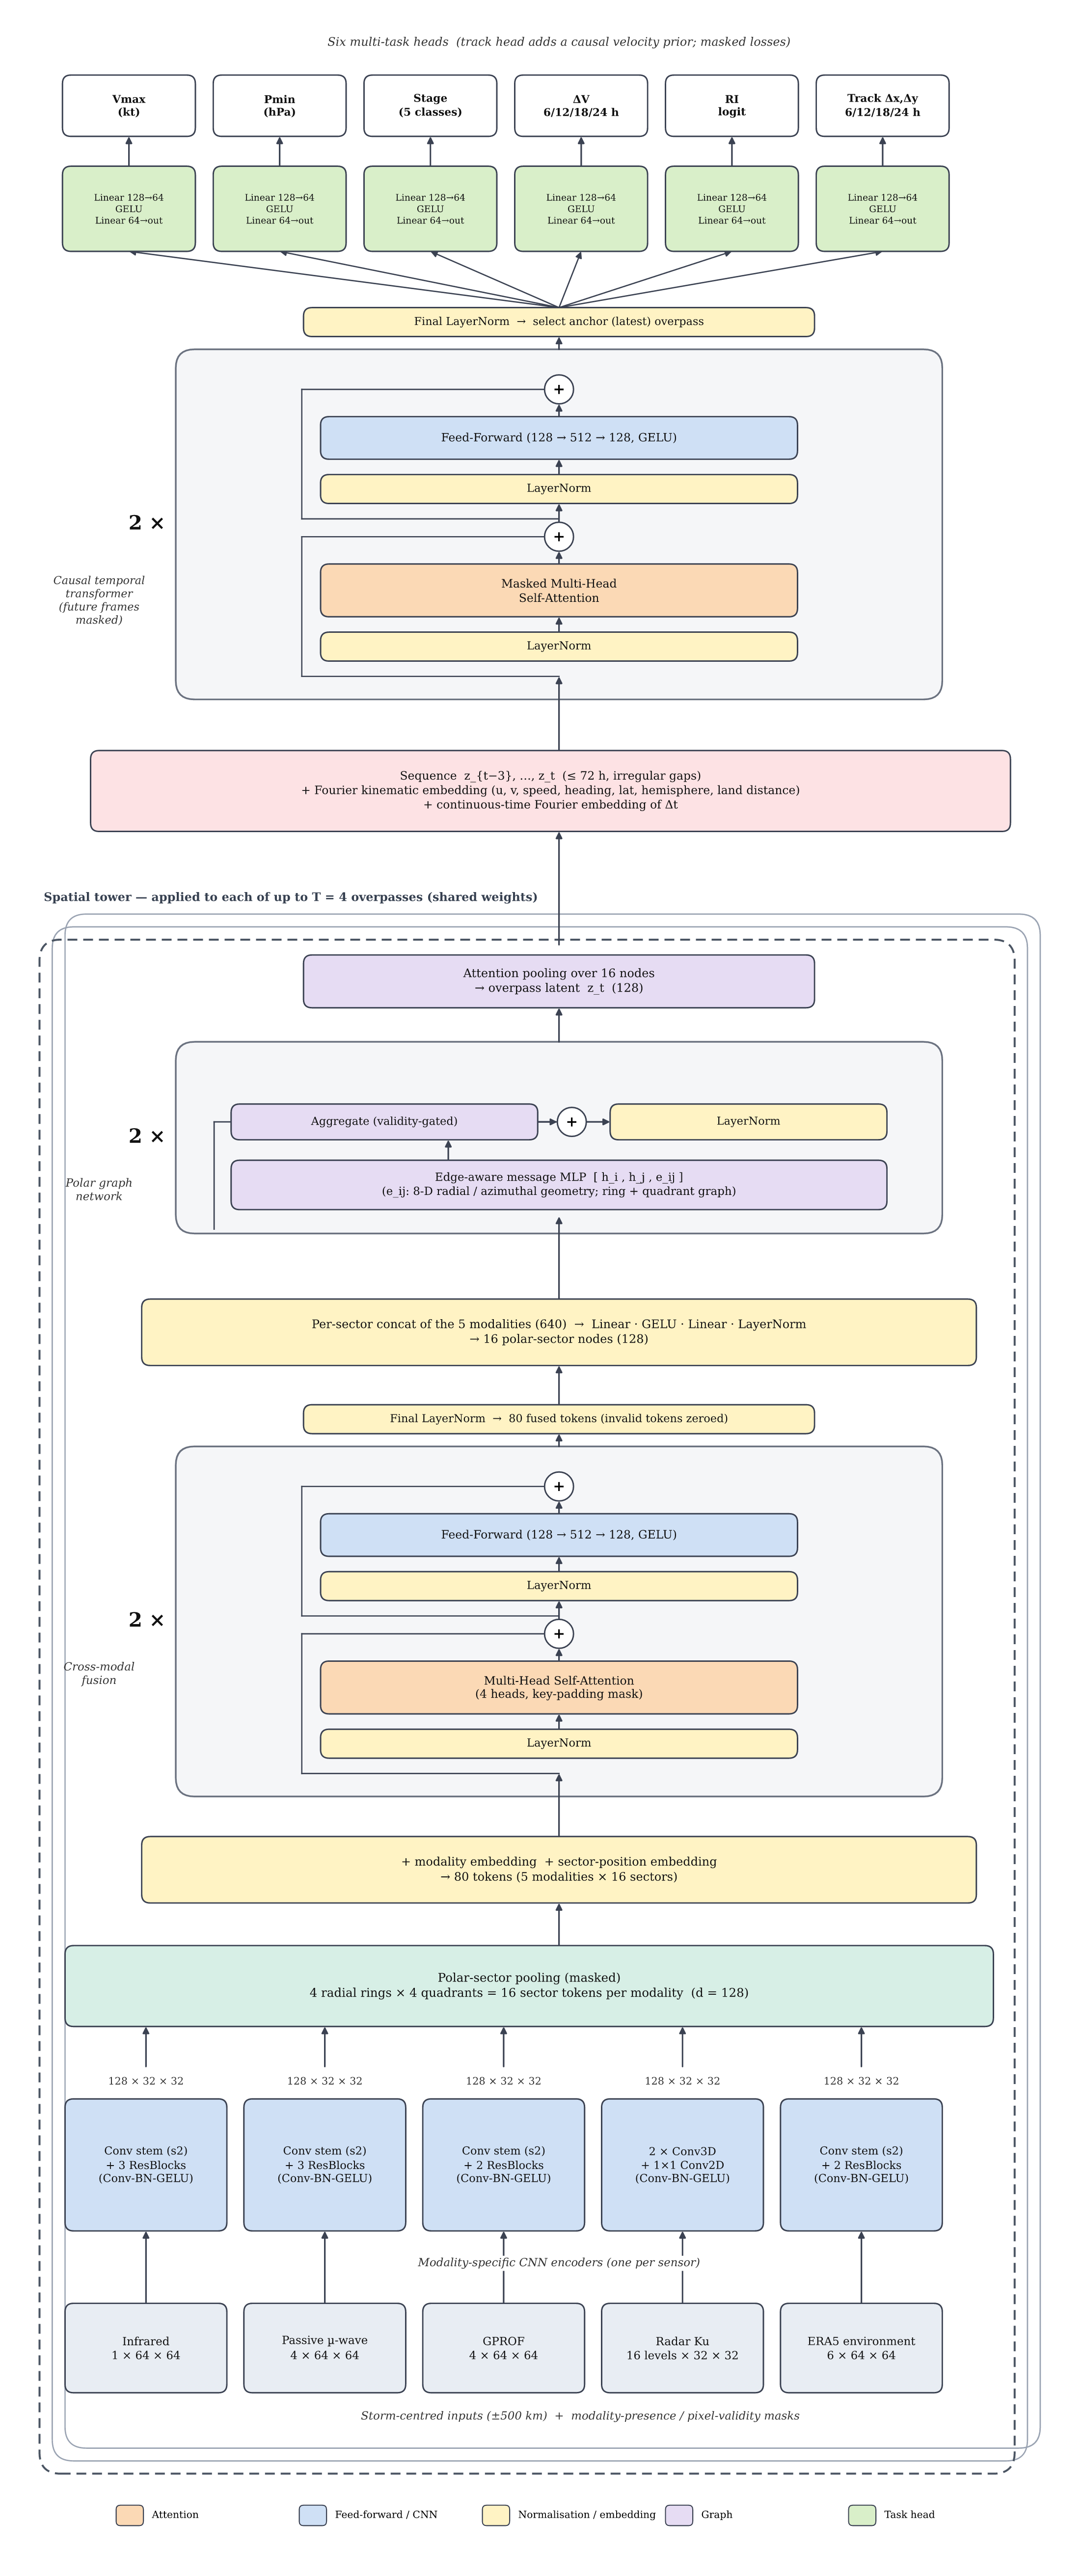 Six multi-task heads (track head adds a causal velocity prior; masked losses)
Vmax
(kt)
Pmin
(hPa)
Stage
(5 classes)
ΔV
6/12/18/24 h
RI
logit
Track Δx,Δy
6/12/18/24 h
Linear 128→64
GELU
Linear 64→out
Linear 128→64
GELU
Linear 64→out
Linear 128→64
GELU
Linear 64→out
Linear 128→64
GELU
Linear 64→out
Linear 128→64
GELU
Linear 64→out
Linear 128→64
GELU
Linear 64→out
Final LayerNorm → select anchor (latest) overpass
+
Feed-Forward (128 → 512 → 128, GELU)
LayerNorm
2 ×
+
Causal temporal
transformer
(future frames
masked)
Masked Multi-Head
Self-Attention
LayerNorm
Sequence z_{t−3}, …, z_t (≤ 72 h, irregular gaps)
+ Fourier kinematic embedding (u, v, speed, heading, lat, hemisphere, land distance)
+ continuous-time Fourier embedding of Δt
Spatial tower — applied to each of up to T = 4 overpasses (shared weights)
Attention pooling over 16 nodes
→ overpass latent z_t (128)
2 ×
Aggregate (validity-gated)
+
LayerNorm
Polar graph
network
Edge-aware message MLP [ h_i , h_j , e_ij ]
(e_ij: 8-D radial / azimuthal geometry; ring + quadrant graph)
Per-sector concat of the 5 modalities (640) → Linear · GELU · Linear · LayerNorm
→ 16 polar-sector nodes (128)
Final LayerNorm → 80 fused tokens (invalid tokens zeroed)
+
Feed-Forward (128 → 512 → 128, GELU)
LayerNorm
2 ×
+
Cross-modal
fusion
Multi-Head Self-Attention
(4 heads, key-padding mask)
LayerNorm
+ modality embedding + sector-position embedding
→ 80 tokens (5 modalities × 16 sectors)
Polar-sector pooling (masked)
4 radial rings × 4 quadrants = 16 sector tokens per modality (d = 128)
128 × 32 × 32
128 × 32 × 32
128 × 32 × 32
128 × 32 × 32
128 × 32 × 32
Conv stem (s2)
+ 3 ResBlocks
(Conv-BN-GELU)
Conv stem (s2)
+ 3 ResBlocks
(Conv-BN-GELU)
Conv stem (s2)
+ 2 ResBlocks
(Conv-BN-GELU)
2 × Conv3D
+ 1×1 Conv2D
(Conv-BN-GELU)
Conv stem (s2)
+ 2 ResBlocks
(Conv-BN-GELU)
Modality-specific CNN encoders (one per sensor)
Infrared
1 × 64 × 64
Passive μ-wave
4 × 64 × 64
GPROF
4 × 64 × 64
Radar Ku
16 levels × 32 × 32
ERA5 environment
6 × 64 × 64
Storm-centred inputs (±500 km) + modality-presence / pixel-validity masks
Attention
Feed-forward / CNN
Normalisation / embedding
Graph
Task head